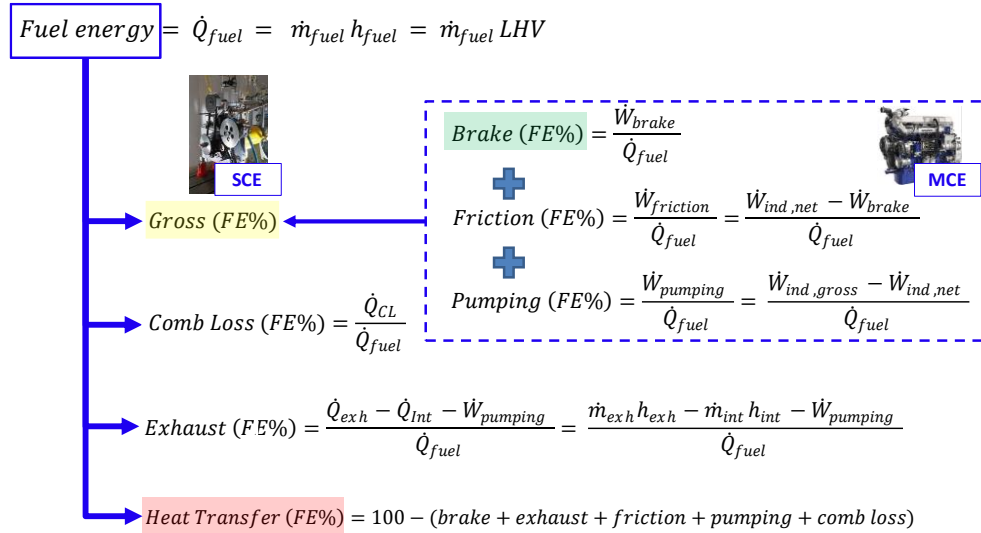 Fuel energy = Q̇_fuel = ṁ_fuel h_fuel = ṁ_fuel LHV
SCE
MCE
Brake (FE%) = Ẇ_brake / Q̇_fuel
Friction (FE%) = Ẇ_friction / Q̇_fuel = (Ẇ_ind,net − Ẇ_brake) / Q̇_fuel
Pumping (FE%) = Ẇ_pumping / Q̇_fuel = (Ẇ_ind,gross − Ẇ_ind,net) / Q̇_fuel
Gross (FE%)
Comb Loss (FE%) = Q̇_CL / Q̇_fuel
Exhaust (FE%) = (Q̇_exh − Q̇_Int − Ẇ_pumping) / Q̇_fuel = (ṁ_exh h_exh − ṁ_int h_int − Ẇ_pumping) / Q̇_fuel
Heat Transfer (FE%) = 100 − (brake + exhaust + friction + pumping + comb loss)